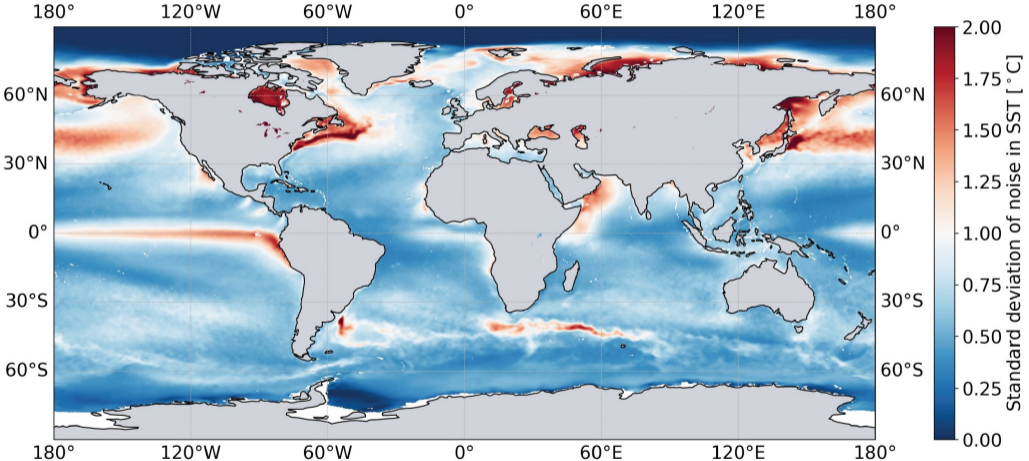 180° 120°W 60°W 0° 60°E 120°E 180°
60°N 60°N
30°N 30°N
0° 0°
30°S 30°S
60°S 60°S
180° 120°W 60°W 0° 60°E 120°E 180°
2.00
1.75
1.50
1.25
1.00
0.75
0.50
0.25
0.00
Standard deviation of noise in SST [°C]